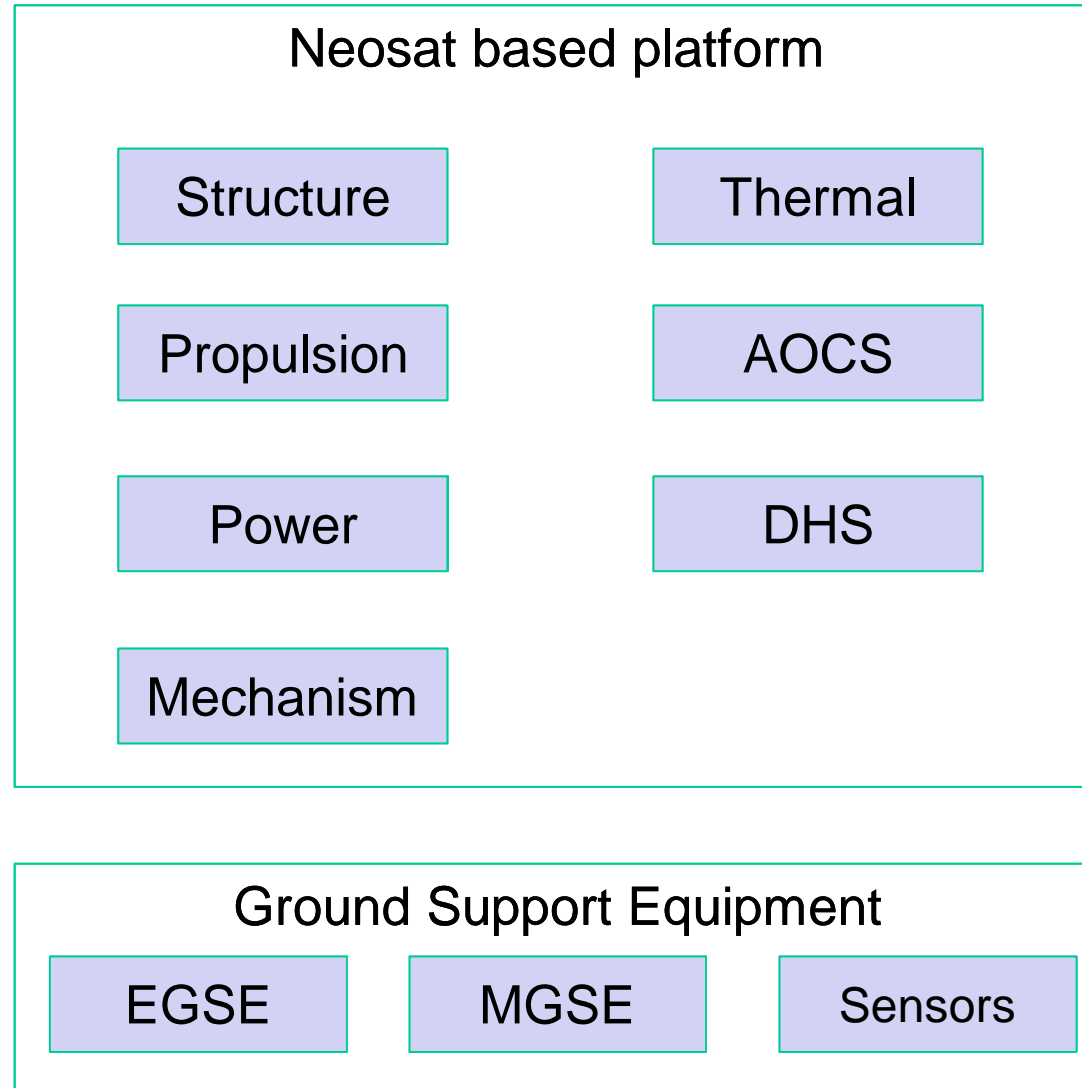 Neosat based platform
Structure
Thermal
Propulsion
AOCS
Power
DHS
Mechanism
Ground Support Equipment
EGSE
MGSE
Sensors